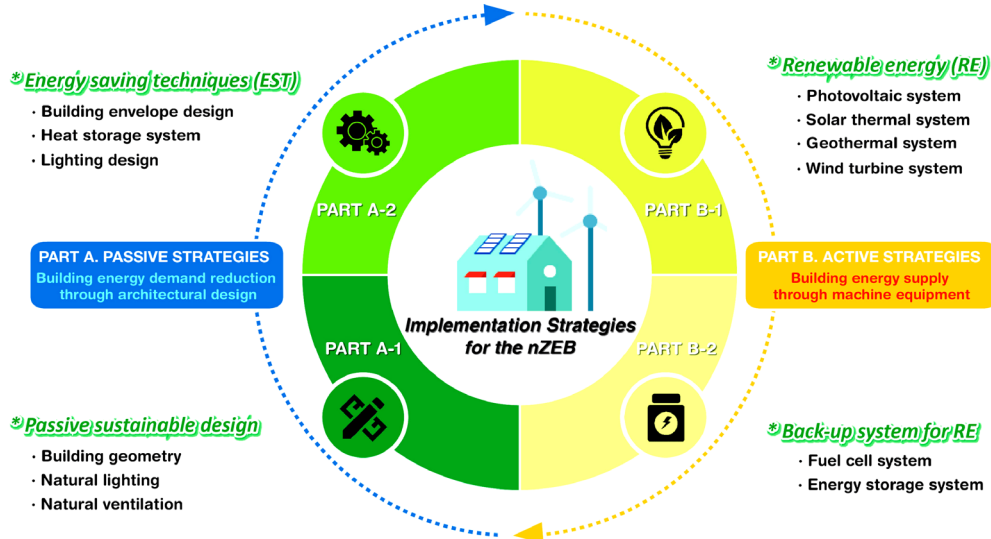 * Energy saving techniques (EST)
· Building envelope design
· Heat storage system
· Lighting design
PART A-2
PART A. PASSIVE STRATEGIES
Building energy demand reduction
through architectural design
PART A-1
* Passive sustainable design
· Building geometry
· Natural lighting
· Natural ventilation
Implementation Strategies
for the nZEB
* Renewable energy (RE)
· Photovoltaic system
· Solar thermal system
· Geothermal system
· Wind turbine system
PART B-1
PART B. ACTIVE STRATEGIES
Building energy supply
through machine equipment
PART B-2
* Back-up system for RE
· Fuel cell system
· Energy storage system